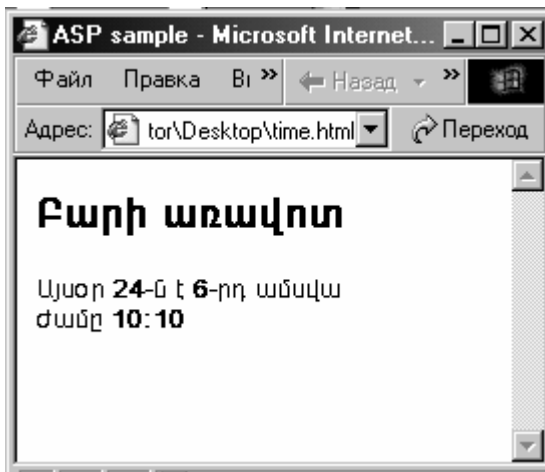 ASP sample - Microsoft Internet...
Файл Правка Ви » Назад »
Адрес: tor\Desktop\time.html Переход
Բարի առավոտ
Այսօր 24-ն է 6-րդ ամսվա
Ժամը 10:10